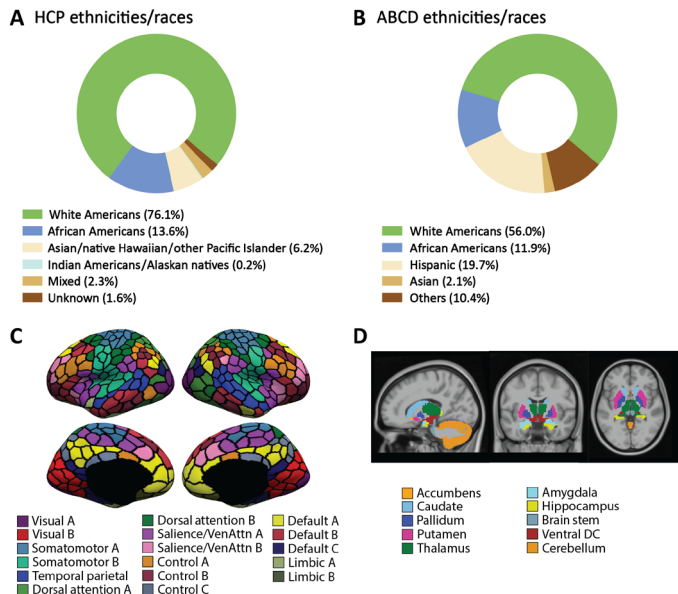 A HCP ethnicities/races
White Americans (76.1%)
African Americans (13.6%)
Asian/native Hawaiian/other Pacific Islander (6.2%)
Indian Americans/Alaskan natives (0.2%)
Mixed (2.3%)
Unknown (1.6%)
B ABCD ethnicities/races
White Americans (56.0%)
African Americans (11.9%)
Hispanic (19.7%)
Asian (2.1%)
Others (10.4%)
C
Visual A
Visual B
Somatomotor A
Somatomotor B
Temporal parietal
Dorsal attention A
Dorsal attention B
Salience/VenAttn A
Salience/VenAttn B
Control A
Control B
Control C
Default A
Default B
Default C
Limbic A
Limbic B
D
Accumbens
Caudate
Pallidum
Putamen
Thalamus
Amygdala
Hippocampus
Brain stem
Ventral DC
Cerebellum